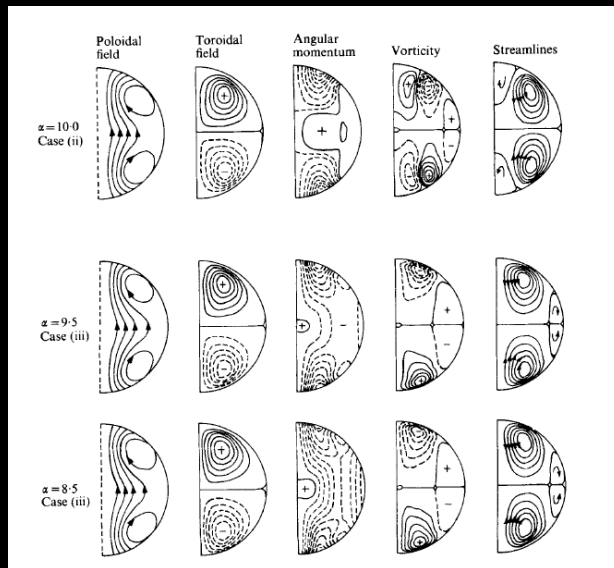 Poloidal field
Toroidal field
Angular momentum
Vorticity
Streamlines
α=10·0
Case (ii)
+
-
+
+
-
+
-
α=9·5
Case (iii)
+
-
+
-
+
-
α=8·5
Case (iii)
+
-
+
+
-